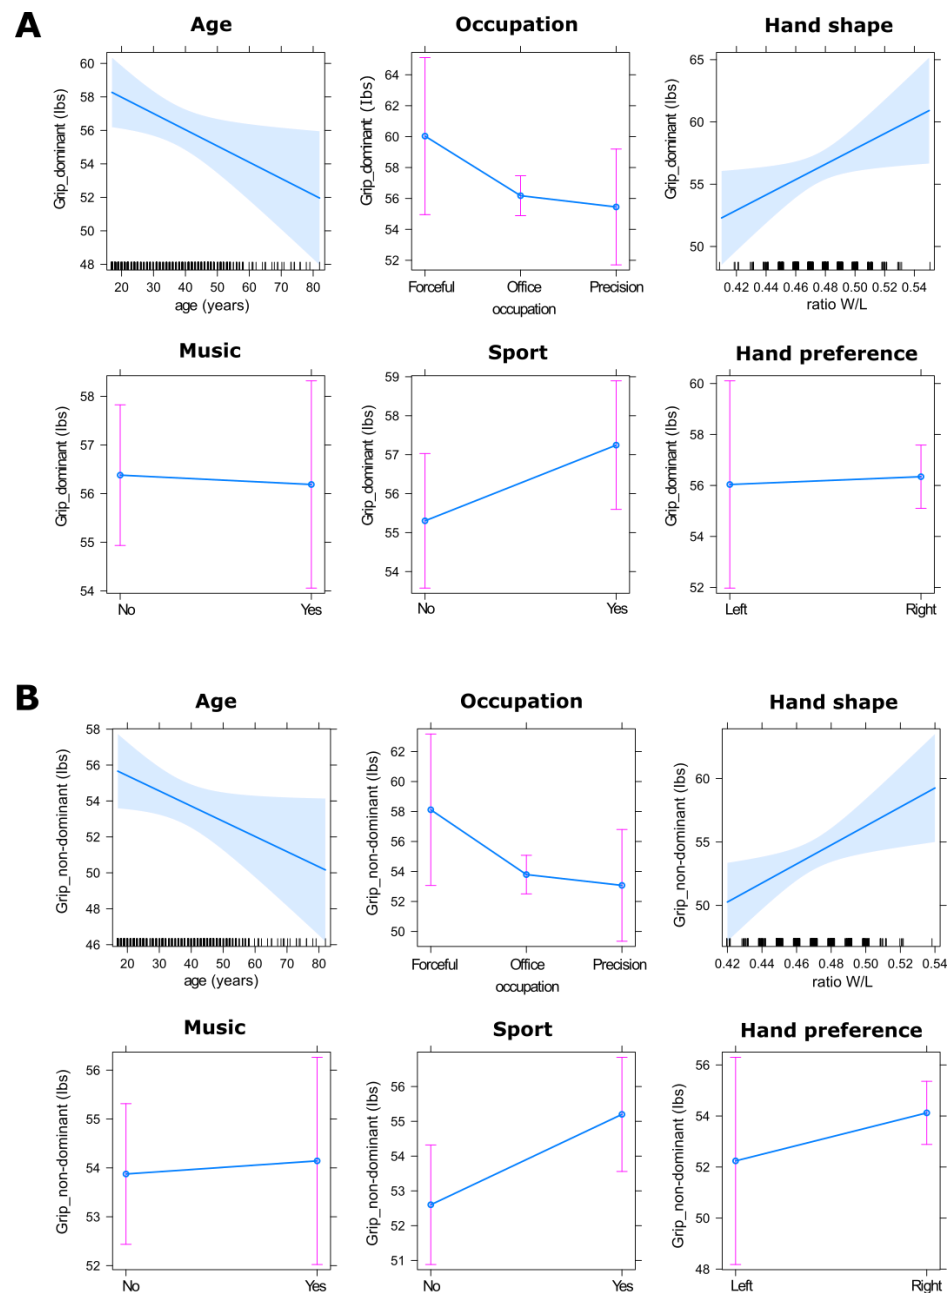 A
Age
Occupation
Hand shape
Grip_dominant (lbs)
60
58
56
54
52
50
48
20 30 40 50 60 70 80
age (years)
Grip_dominant (lbs)
64
62
60
58
56
54
52
Forceful Office Precision
occupation
Grip_dominant (lbs)
65
60
55
50
0.42 0.44 0.46 0.48 0.50 0.52 0.54
ratio W/L
Music
Sport
Hand preference
Grip_dominant (lbs)
58
57
56
55
54
No Yes
Grip_dominant (lbs)
59
58
57
56
55
54
No Yes
Grip_dominant (lbs)
60
58
56
54
52
Left Right
B
Age
Occupation
Hand shape
Grip_non-dominant (lbs)
58
56
54
52
50
48
46
20 30 40 50 60 70 80
age (years)
Grip_non-dominant (lbs)
62
60
58
56
54
52
50
Forceful Office Precision
occupation
Grip_non-dominant (lbs)
60
55
50
0.42 0.44 0.46 0.48 0.50 0.52 0.54
ratio W/L
Music
Sport
Hand preference
Grip_non-dominant (lbs)
56
55
54
53
52
No Yes
Grip_non-dominant (lbs)
56
55
54
53
52
51
No Yes
Grip_non-dominant (lbs)
56
54
52
50
48
Left Right